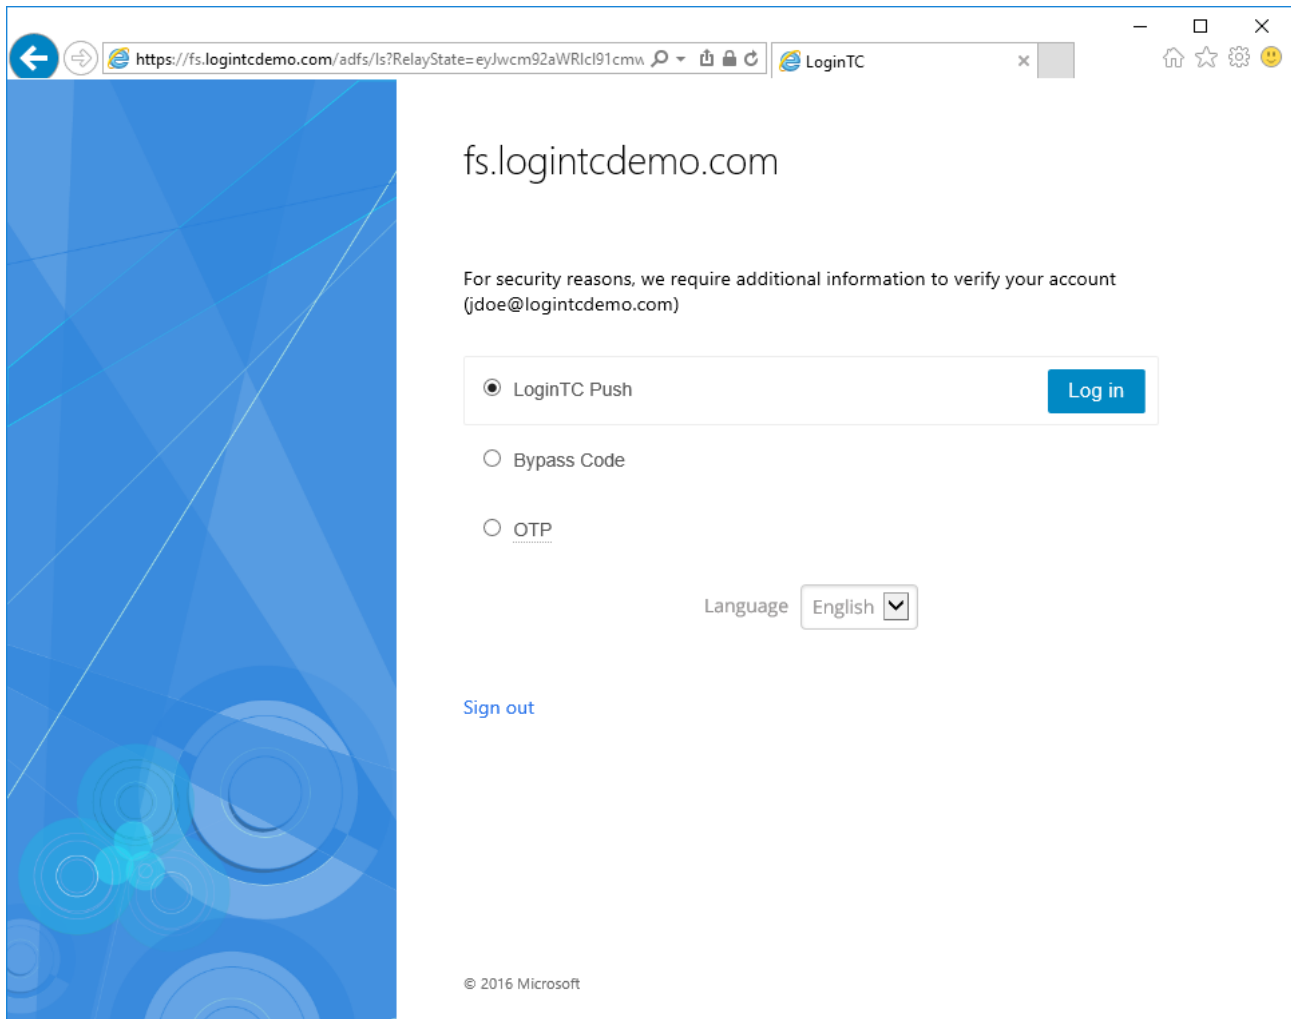 https://fs.logintcdemo.com/adfs/ls?RelayState=eyJwcm92aWRlcl91cmw
LoginTC
fs.logintcdemo.com
For security reasons, we require additional information to verify your account
(jdoe@logintcdemo.com)
LoginTC Push
Log in
Bypass Code
OTP
Language
English
Sign out
© 2016 Microsoft